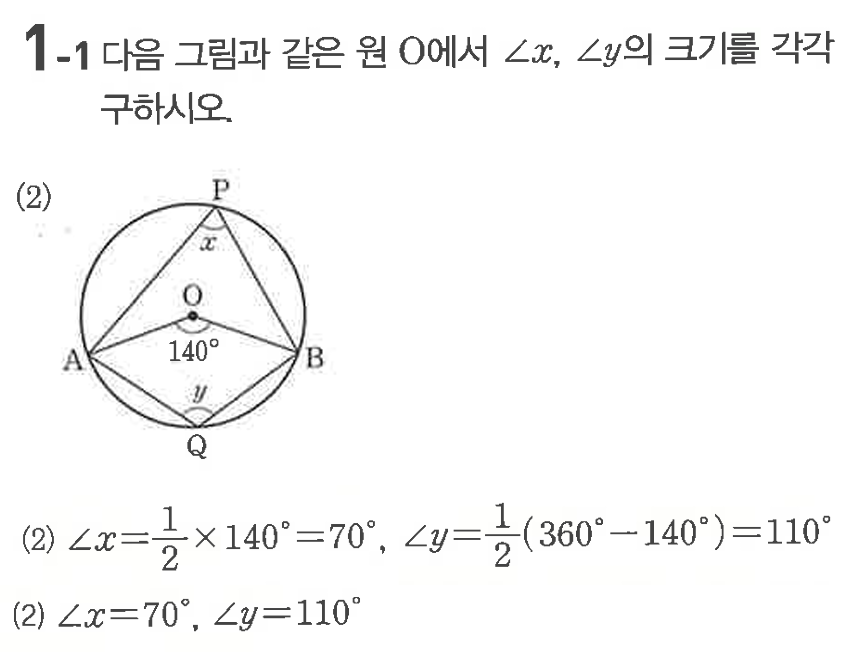 1-1 다음 그림과 같은 원 O에서 ∠x, ∠y의 크기를 각각
구하시오.
(2)
P
x
O
A
140°
B
y
Q
(2) ∠x=1/2×140°=70°, ∠y=1/2(360°-140°)=110°
(2) ∠x=70°, ∠y=110°